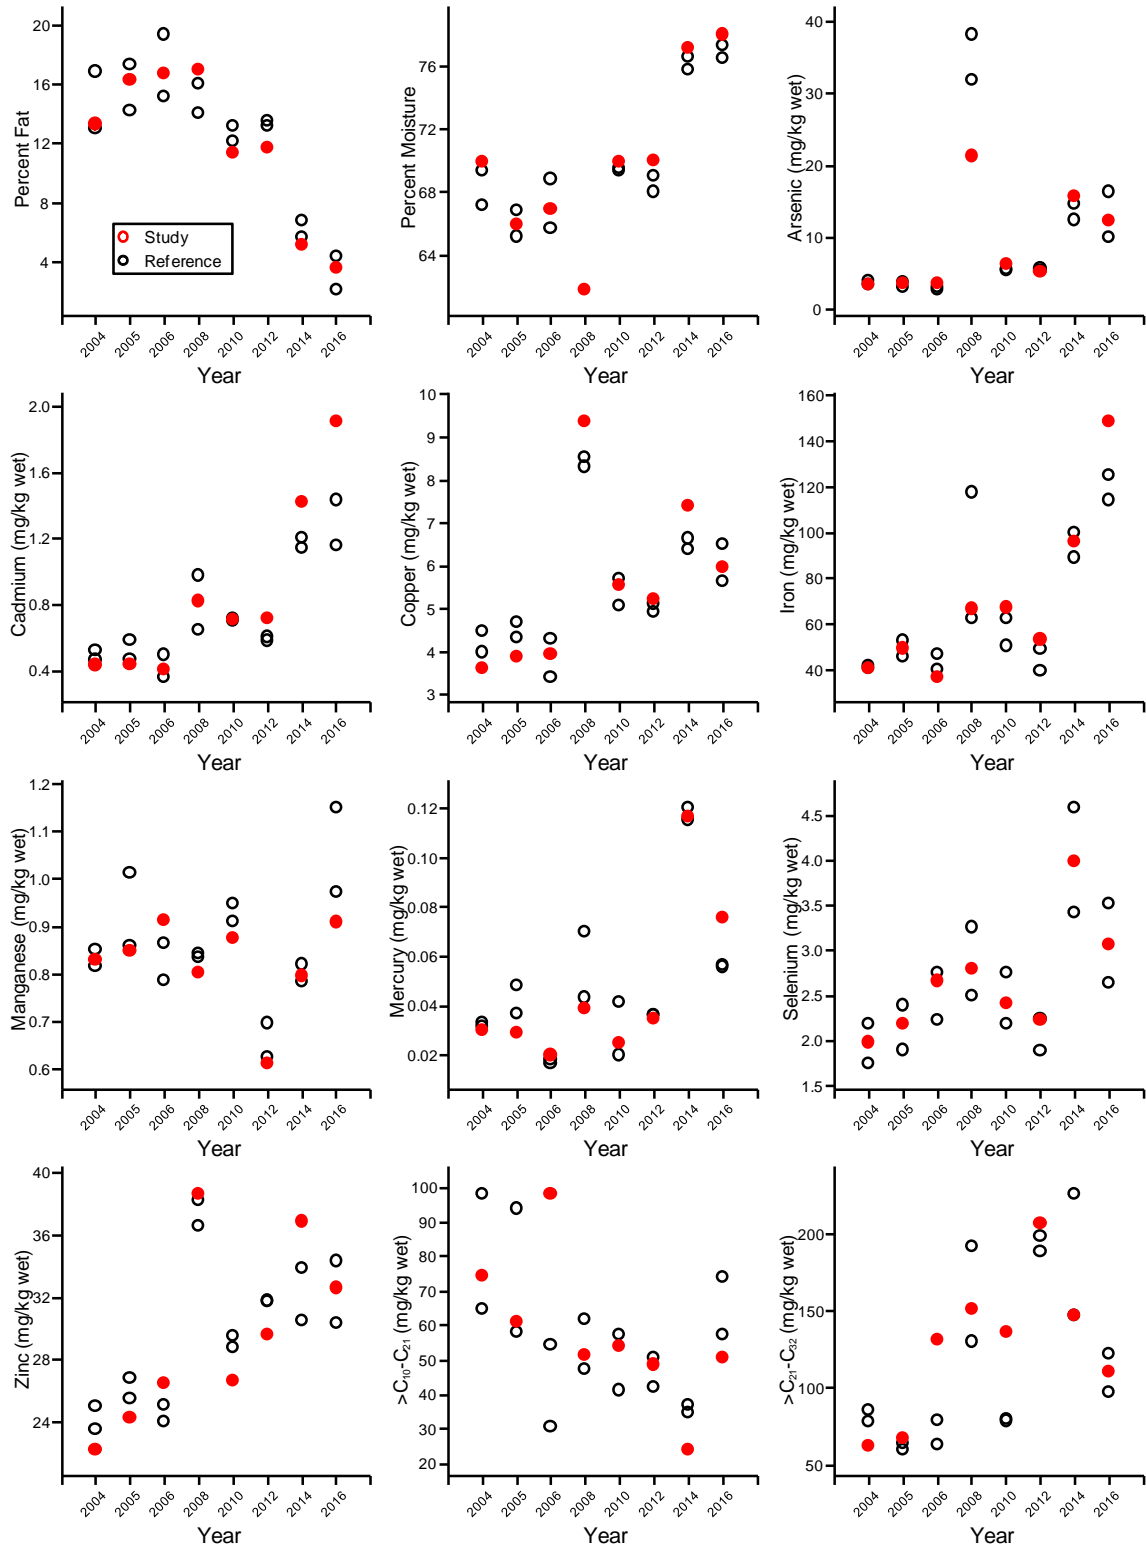 Percent Fat
20
16
12
8
4
Study
Reference
2004 2005 2006 2008 2010 2012 2014 2016
Year
Percent Moisture
76
72
68
64
2004 2005 2006 2008 2010 2012 2014 2016
Year
Arsenic (mg/kg wet)
40
30
20
10
0
2004 2005 2006 2008 2010 2012 2014 2016
Year
Cadmium (mg/kg wet)
2.0
1.6
1.2
0.8
0.4
2004 2005 2006 2008 2010 2012 2014 2016
Year
Copper (mg/kg wet)
10
9
8
7
6
5
4
3
2004 2005 2006 2008 2010 2012 2014 2016
Year
Iron (mg/kg wet)
160
140
120
100
80
60
40
2004 2005 2006 2008 2010 2012 2014 2016
Year
Manganese (mg/kg wet)
1.2
1.1
1.0
0.9
0.8
0.7
0.6
2004 2005 2006 2008 2010 2012 2014 2016
Year
Mercury (mg/kg wet)
0.12
0.10
0.08
0.06
0.04
0.02
2004 2005 2006 2008 2010 2012 2014 2016
Year
Selenium (mg/kg wet)
4.5
4.0
3.5
3.0
2.5
2.0
1.5
2004 2005 2006 2008 2010 2012 2014 2016
Year
Zinc (mg/kg wet)
40
36
32
28
24
2004 2005 2006 2008 2010 2012 2014 2016
Year
>C₁₀-C₂₁ (mg/kg wet)
100
90
80
70
60
50
40
30
20
2004 2005 2006 2008 2010 2012 2014 2016
Year
>C₂₁-C₃₂ (mg/kg wet)
200
150
100
50
2004 2005 2006 2008 2010 2012 2014 2016
Year